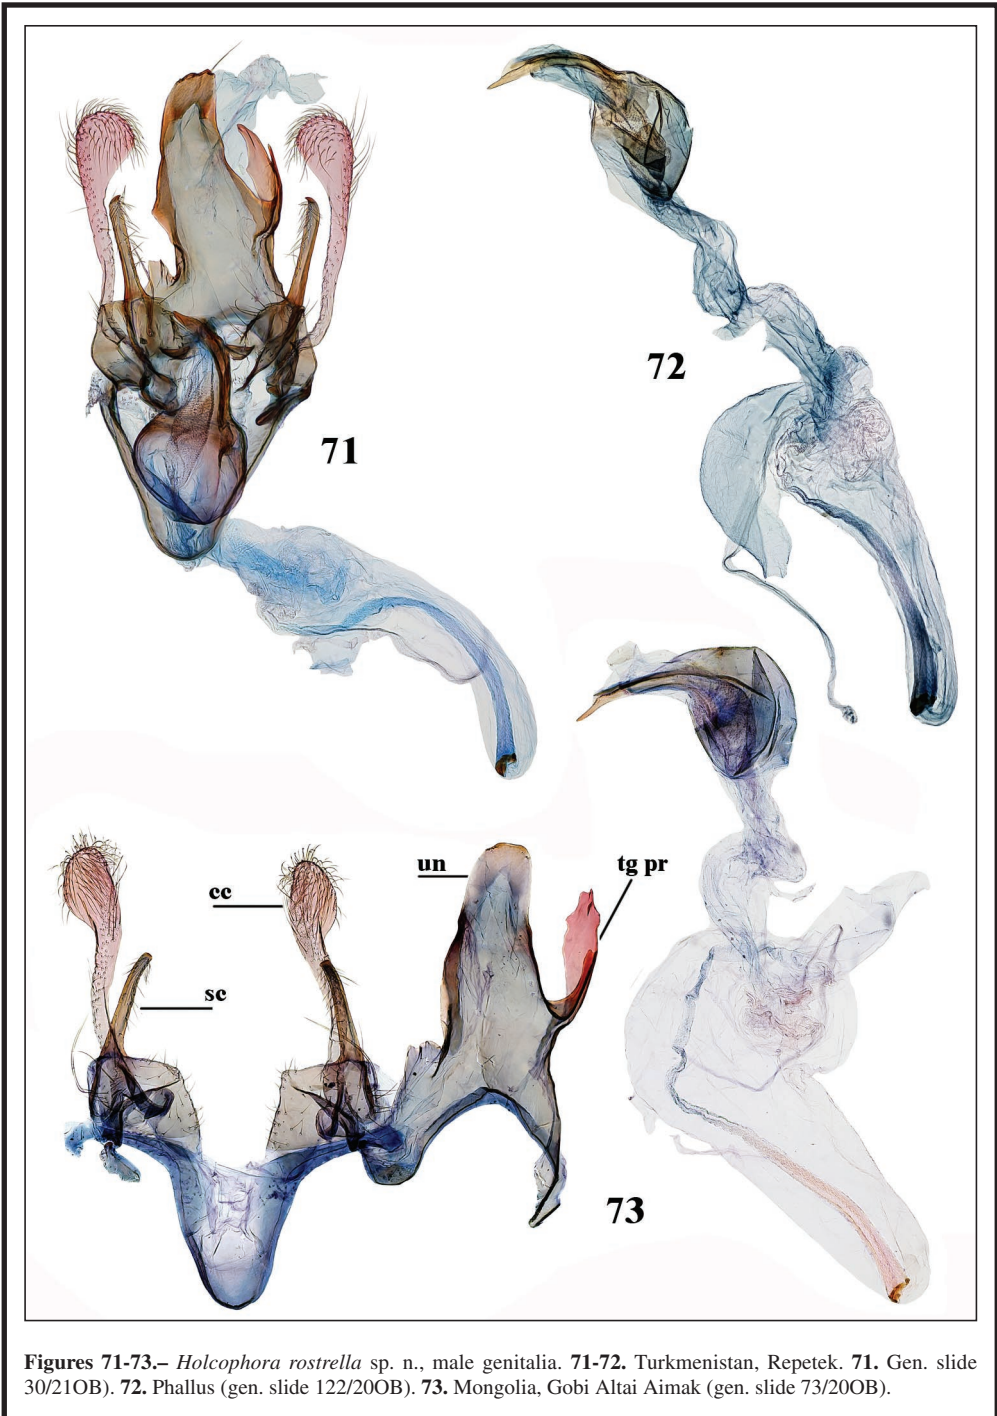 71
72
cc
sc
un
tg pr
73
Figures 71-73.– Holcophora rostrella sp. n., male genitalia. 71-72. Turkmenistan, Repetek. 71. Gen. slide
30/21OB). 72. Phallus (gen. slide 122/20OB). 73. Mongolia, Gobi Altai Aimak (gen. slide 73/20OB).